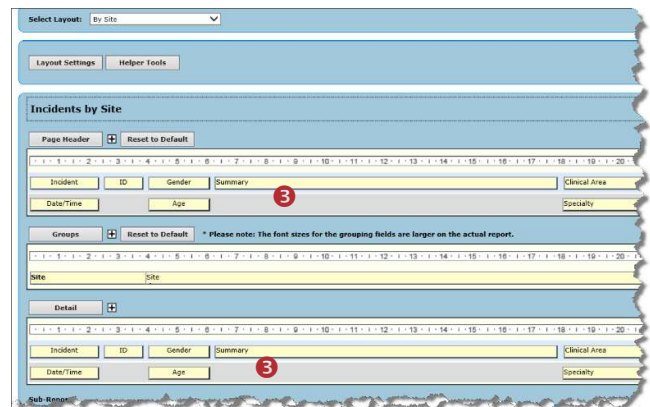 Select Layout: By Site
Layout Settings Helper Tools
Incidents by Site
Page Header Reset to Default
1 2 3 4 5 6 7 8 9 10 11 12 13 14 15 16 17 18 19 20
Incident ID Gender Summary Clinical Area
3
Date/Time Age Specialty
Groups Reset to Default * Please note: The font sizes for the grouping fields are larger on the actual report.
1 2 3 4 5 6 7 8 9 10 11 12 13 14 15 16 17 18 19 20
Site Site
Detail
1 2 3 4 5 6 7 8 9 10 11 12 13 14 15 16 17 18 19 20
Incident ID Gender Summary Clinical Area
Date/Time Age 3 Specialty